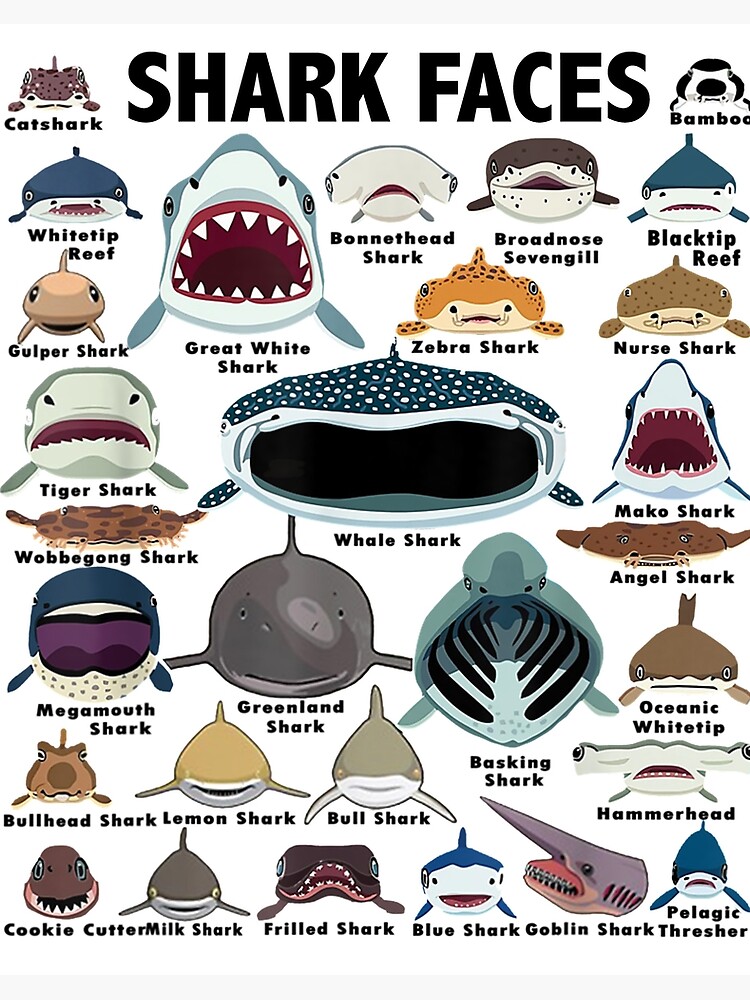 SHARK FACES
Catshark
Bamboo
Whitetip
Reef
Bonnethead
Shark
Broadnose
Sevengill
Blacktip
Reef
Gulper Shark
Great White
Shark
Zebra Shark
Nurse Shark
Tiger Shark
Whale Shark
Mako Shark
Wobbegong Shark
Angel Shark
Megamouth
Shark
Greenland
Shark
Basking
Shark
Oceanic
Whitetip
Bullhead Shark
Lemon Shark
Bull Shark
Hammerhead
Cookie Cutter
Milk Shark
Frilled Shark
Blue Shark
Goblin Shark
Pelagic
Thresher